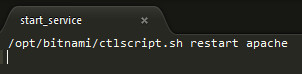 start_service ×
/opt/bitnami/ctlscript.sh restart apache